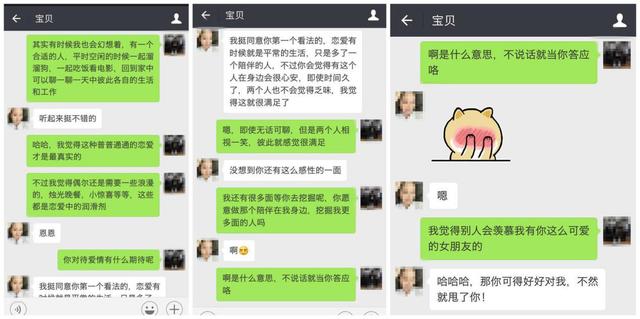 宝贝
其实有时候我也会幻想着，有一个
合适的人，平时空闲的时候一起溜
溜狗，一起吃饭看电影，回到家中
可以聊一聊一天中彼此各自的生活
和工作
听起来挺不错的
哈哈，我觉得这种普普通通的恋爱
才是最真实的
不过我觉得偶尔还是需要一些浪漫
的，烛光晚餐，小惊喜等等，这些
都是恋爱中的润滑剂
恩恩
你对待爱情有什么期待呢
我挺同意你第一个看法的，恋爱有
时候就是平常的生活，只是多了一
宝贝
我挺同意你第一个看法的，恋爱有
时候就是平常的生活，只是多了一
个陪伴的人，不过你会觉得有这个
人在身边会很心安，即使时间久
了，两个人也不会觉得乏味，我觉
得这就很满足了
嗯，即使无话可聊，但是两个人相
视一笑，彼此就感觉很满足
没想到你还有这么感性的一面
我还有很多面等你去挖掘呢，你愿
意做那个陪伴在我身边，挖掘我更
多面的人吗
啊
啊是什么意思，不说话就当你答应
咯
宝贝
啊是什么意思，不说话就当你答应
咯
嗯
我觉得别人会羡慕我有你这么可爱
的女朋友的
哈哈哈，那你可得好好对我，不然
就甩了你！